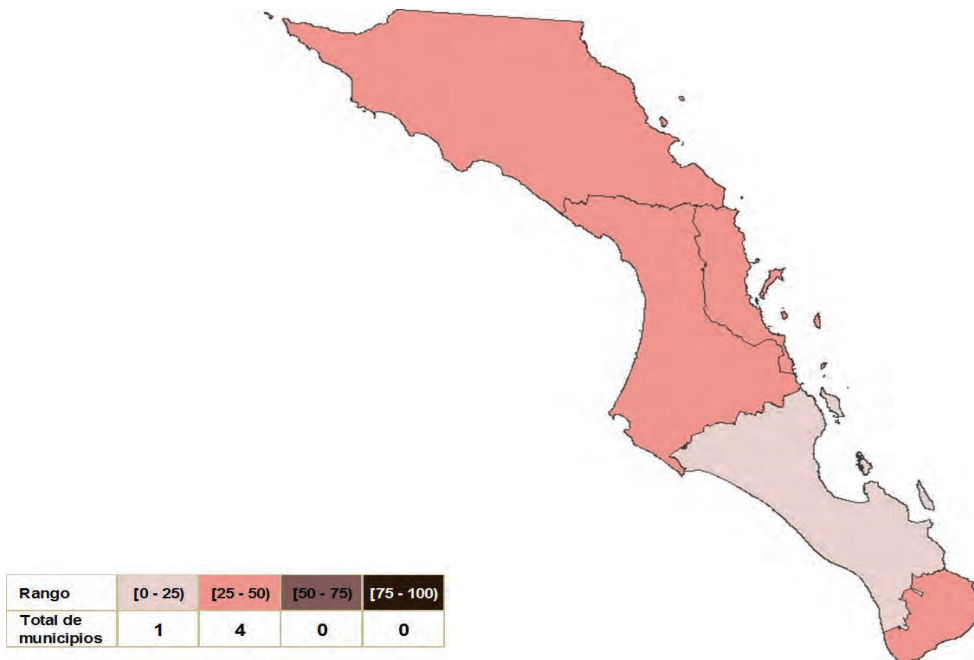 Rango [0 - 25) [25 - 50) [50 - 75) [75 - 100)
Total de municipios 1 4 0 0